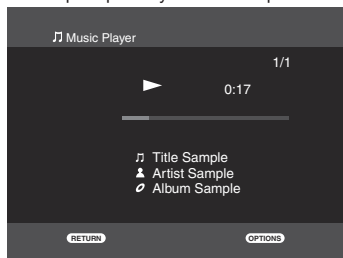 Music Player
1/1
0:17
Title Sample
Artist Sample
Album Sample
RETURN
OPTIONS